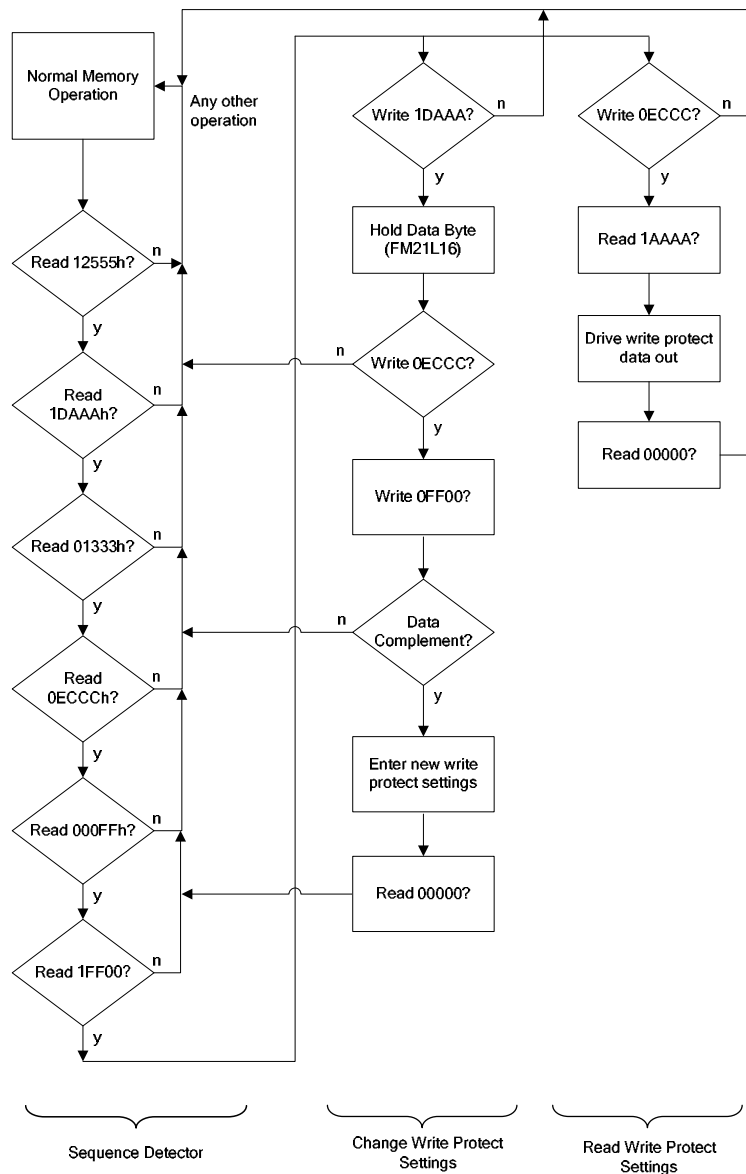 Normal Memory
Operation
Any other
operation
Read 12555h?
n
y
Read
1DAAAh?
n
y
Read 01333h?
n
y
Read
0ECCCh?
n
y
Read 000FFh?
n
y
Read 1FF00?
n
y
Sequence Detector
Write 1DAAA?
n
y
Hold Data Byte
(FM21L16)
Write 0ECCC?
n
y
Write 0FF00?
Data
Complement?
n
y
Enter new write
protect settings
Read 00000?
Change Write Protect
Settings
Write 0ECCC?
n
y
Read 1AAAA?
Drive write protect
data out
Read 00000?
Read Write Protect
Settings